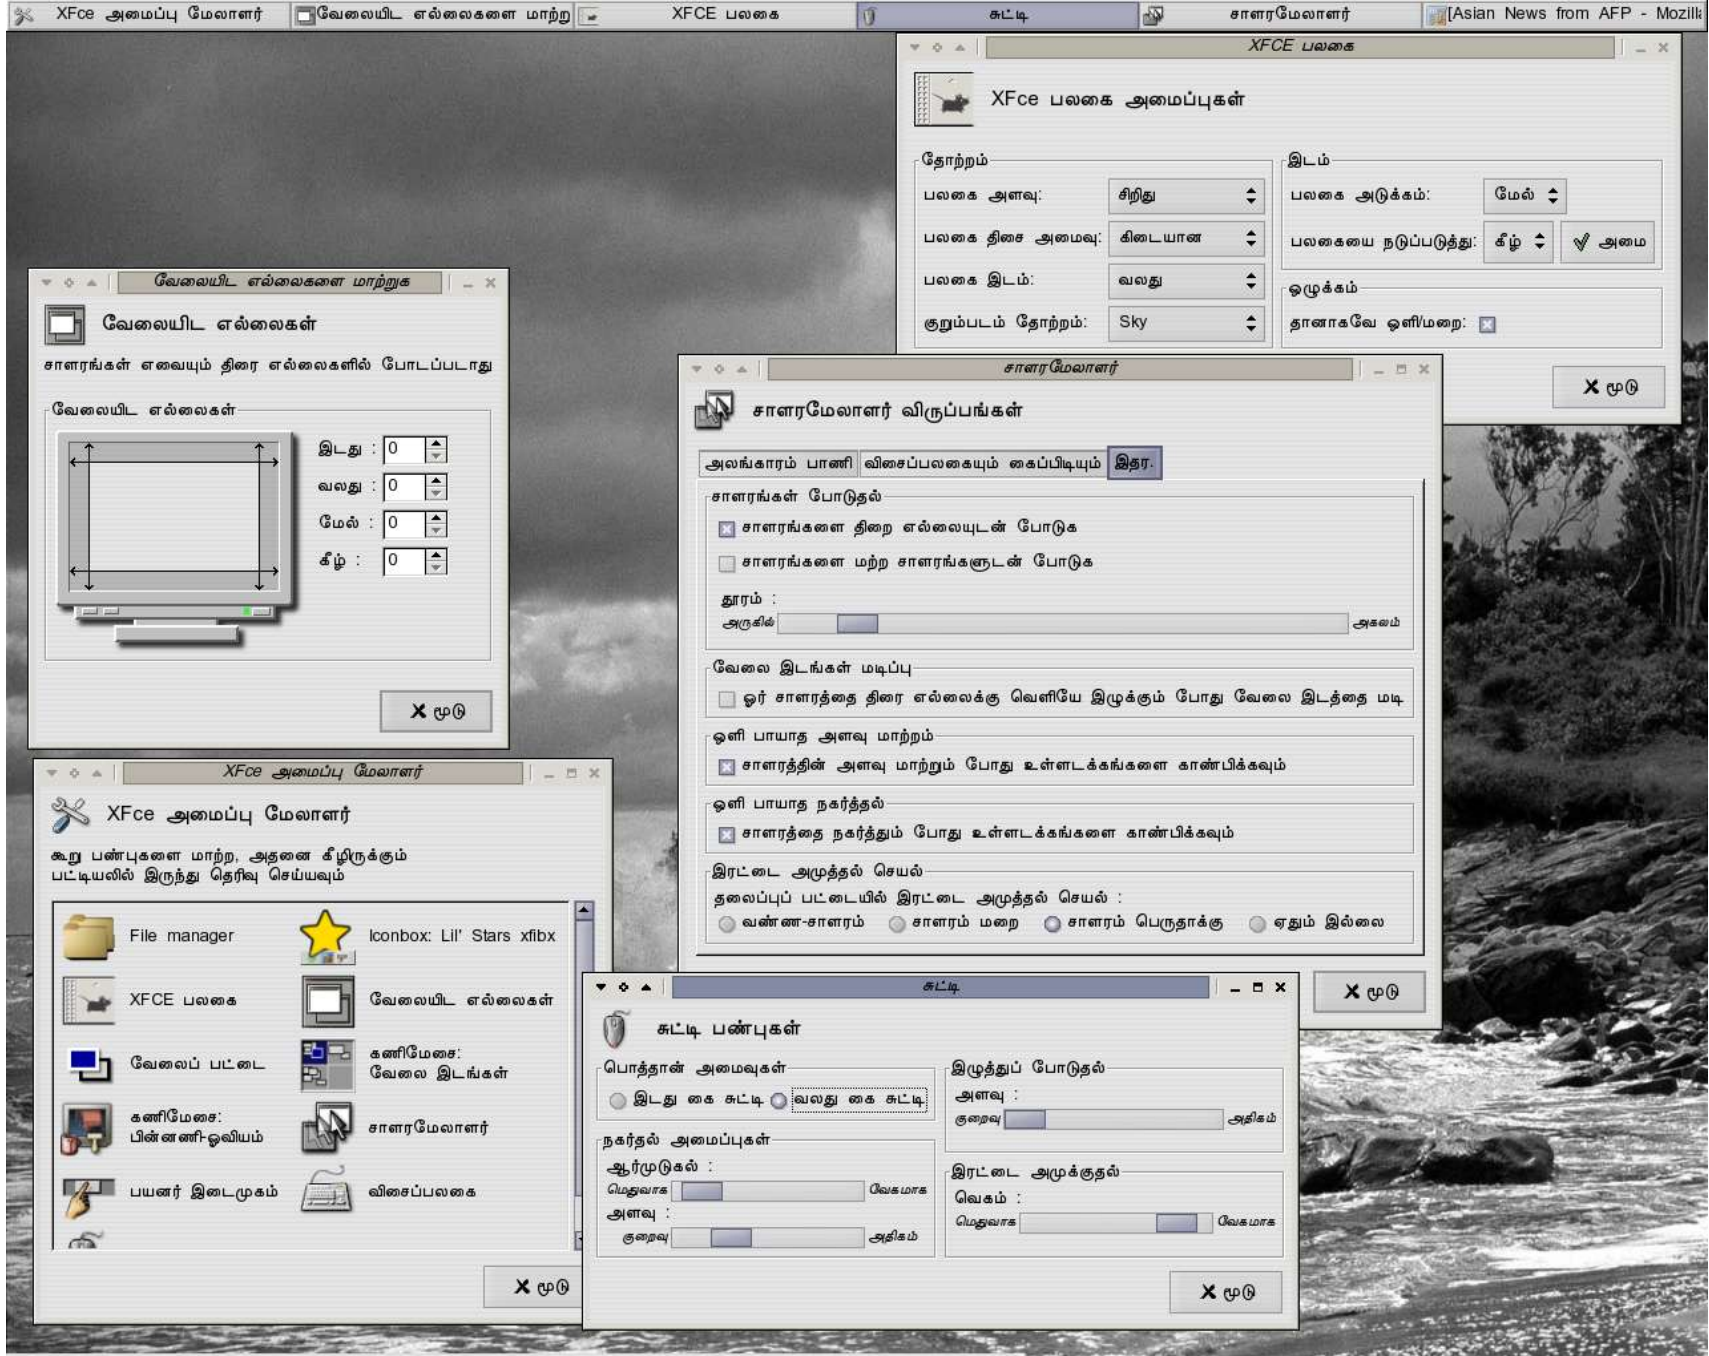 XFce அமைப்பு மேலாளர்
வேலையிட எல்லைகளை மாற்று
XFCE பலகை
சுட்டி
சாளரமேலாளர்
[Asian News from AFP - Mozill
XFCE பலகை
XFce பலகை அமைப்புகள்
தோற்றம்
பலகை அளவு: சிறிது
பலகை திசை அமைவு: கிடையான
பலகை இடம்: வலது
குறும்படம் தோற்றம்: Sky
இடம்
பலகை அடுக்கம்: மேல்
பலகையை நடுப்படுத்து: கீழ் அமை
ஒழுக்கம்
தானாகவே ஒளி/மறை:
மூடு
வேலையிட எல்லைகளை மாற்றுக
வேலையிட எல்லைகள்
சாளரங்கள் எவையும் திரை எல்லைகளில் போடப்படாது
வேலையிட எல்லைகள்
இடது : 0
வலது : 0
மேல் : 0
கீழ் : 0
மூடு
சாளரமேலாளர்
சாளரமேலாளர் விருப்பங்கள்
அலங்காரம் பாணி விசைப்பலகையும் கைப்பிடியும் இதர.
சாளரங்கள் போடுதல்
சாளரங்களை திறை எல்லையுடன் போடுக
சாளரங்களை மற்ற சாளரங்களுடன் போடுக
தூரம் :
அருகில் அகலம்
வேலை இடங்கள் மடிப்பு
ஓர் சாளரத்தை திரை எல்லைக்கு வெளியே இழுக்கும் போது வேலை இடத்தை மடி
ஒளி பாயாத அளவு மாற்றம்
சாளரத்தின் அளவு மாற்றும் போது உள்ளடக்கங்களை காண்பிக்கவும்
ஒளி பாயாத நகர்த்தல்
சாளரத்தை நகர்த்தும் போது உள்ளடக்கங்களை காண்பிக்கவும்
இரட்டை அமுத்தல் செயல்
தலைப்புப் பட்டையில் இரட்டை அமுத்தல் செயல் :
வண்ண-சாளரம் சாளரம் மறை சாளரம் பெருதாக்கு ஏதும் இல்லை
மூடு
XFce அமைப்பு மேலாளர்
XFce அமைப்பு மேலாளர்
கூறு பண்புகளை மாற்ற, அதனை கீழிருக்கும்
பட்டியலில் இருந்து தெரிவு செய்யவும்
File manager
Iconbox: Lil' Stars xfibx
XFCE பலகை
வேலையிட எல்லைகள்
வேலைப் பட்டை
கணிமேசை:
வேலை இடங்கள்
கணிமேசை:
பின்னணி-ஓவியம்
சாளரமேலாளர்
பயனர் இடைமுகம்
விசைப்பலகை
மூடு
சுட்டி
சுட்டி பண்புகள்
பொத்தான் அமைவுகள்
இடது கை சுட்டி வலது கை சுட்டி
நகர்தல் அமைப்புகள்
ஆர்முடுகல் :
மெதுவாக வேகமாக
அளவு :
குறைவு அதிகம்
இழுத்துப் போடுதல்
அளவு :
குறைவு அதிகம்
இரட்டை அமுக்குதல்
வெகம் :
மெதுவாக வேகமாக
மூடு